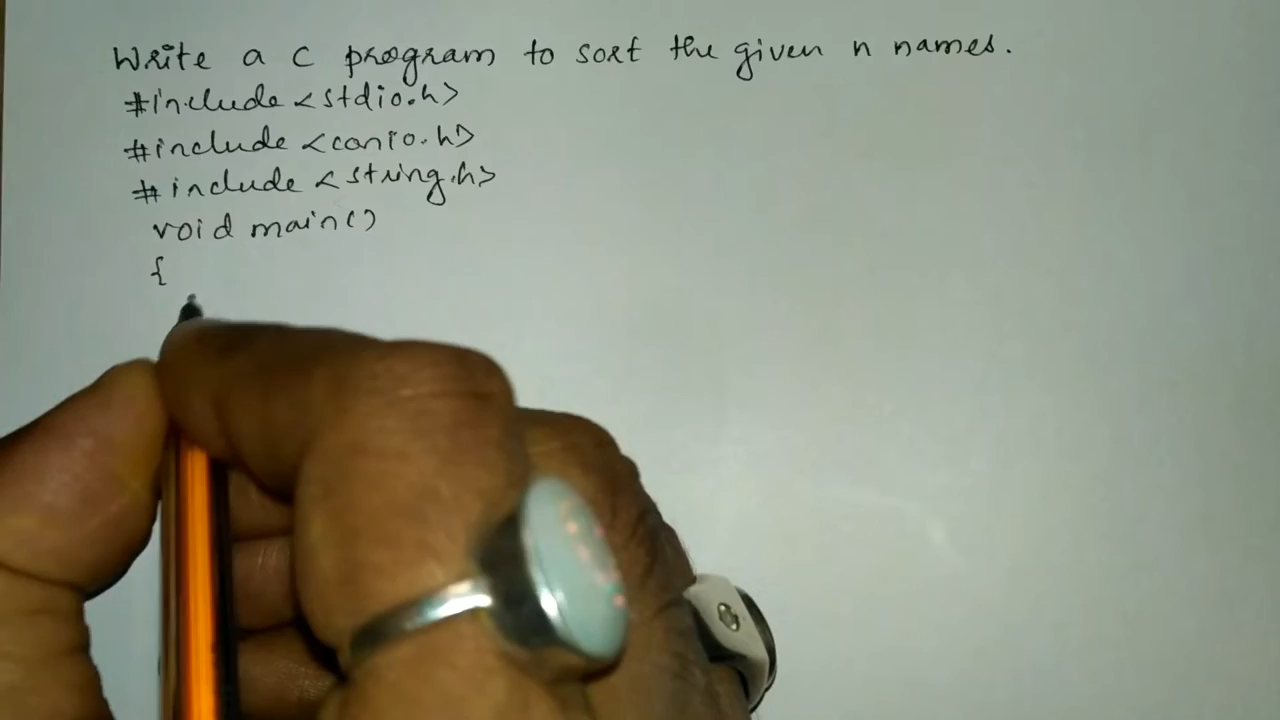 Write a C program to sort the given n names.
#include <stdio.h>
#include <conio.h>
#include <string.h>
void main()
{